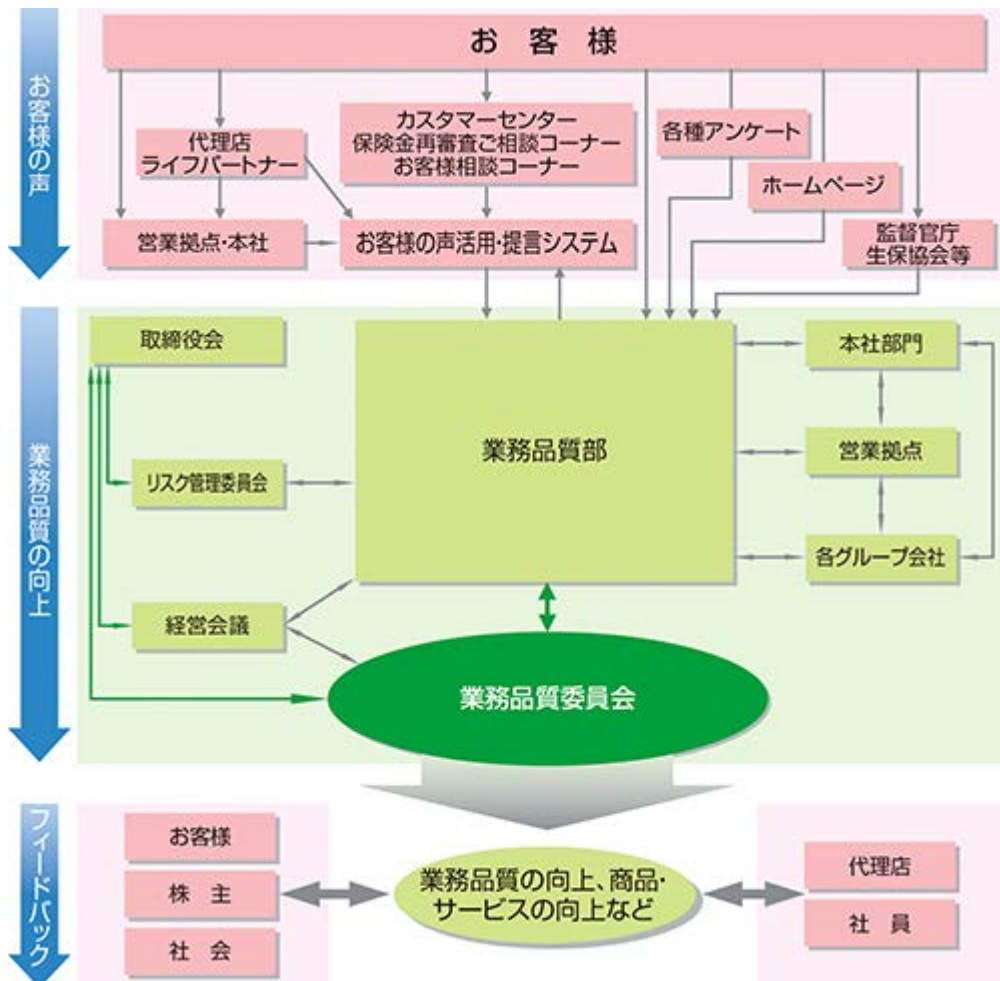 お客様の声
お客様
代理店
ライフパートナー
カスタマーセンター
保険金再審査ご相談コーナー
お客様相談コーナー
各種アンケート
ホームページ
営業拠点・本社
お客様の声活用・提言システム
監督官庁
生保協会等
業務品質の向上
取締役会
リスク管理委員会
経営会議
業務品質部
本社部門
営業拠点
各グループ会社
業務品質委員会
フィードバック
お客様
株主
社会
業務品質の向上、商品・
サービスの向上など
代理店
社員